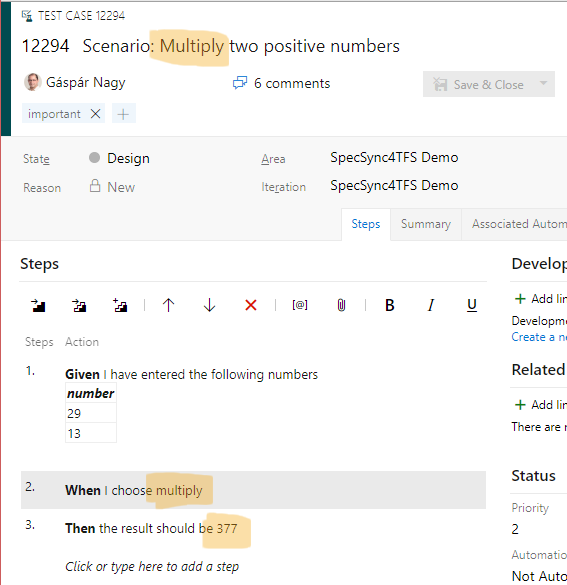 TEST CASE 12294
12294 Scenario: Multiply two positive numbers
Gáspár Nagy 6 comments Save & Close
important
State Design Area SpecSync4TFS Demo
Reason New Iteration SpecSync4TFS Demo
Steps Summary Associated Autom
Steps Develop
B I U + Add lin
Developme
Steps Action Create a ne
1. Given I have entered the following numbers Related
number
29 + Add lin
13 There are n
2. When I choose multiply Status
Priority
3. Then the result should be 377 2
Automatio
Click or type here to add a step Not Auto